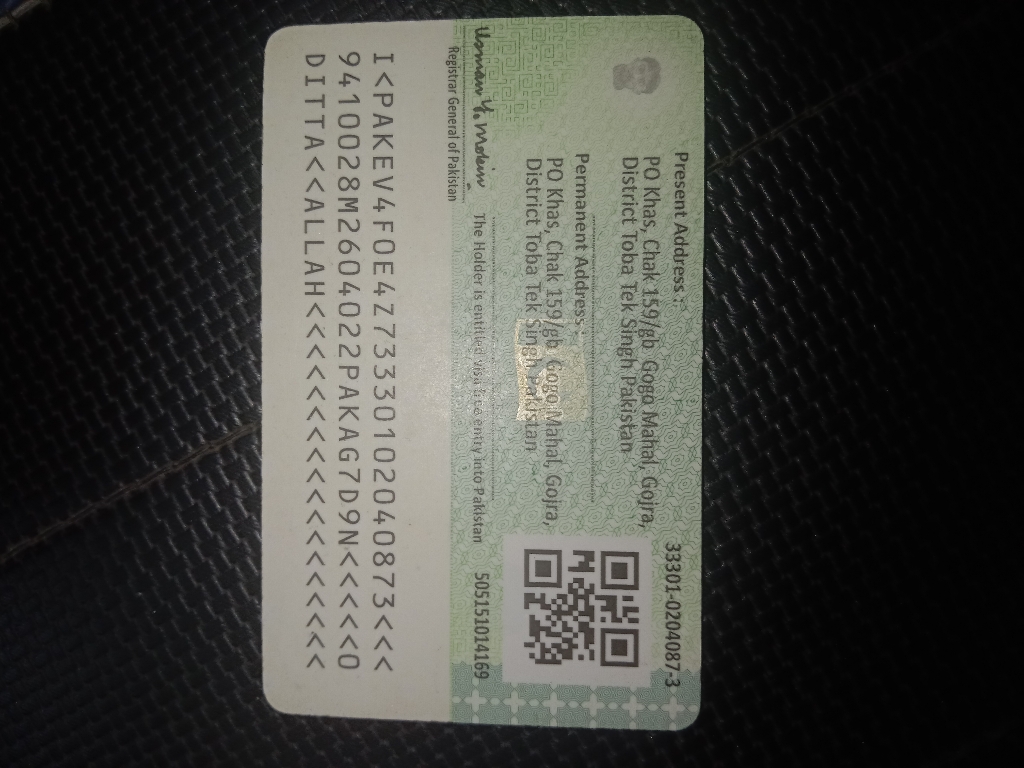 33301-0204087-3
Present Address :
PO Khas, Chak 159/gb Gogo Mahal, Gojra,
District Toba Tek Singh Pakistan
Permanent Address :
PO Khas, Chak 159/gb Gogo Mahal, Gojra,
District Toba Tek Singh Pakistan
Registrar General of Pakistan
The Holder is entitled visa free entry into Pakistan
505151014169
I<PAKEV4F0E4Z73330102040873<<<
9410028M2604022PAKAG7D9N<<<<<0
DITTA<<ALLAH<<<<<<<<<<<<<<<<<<